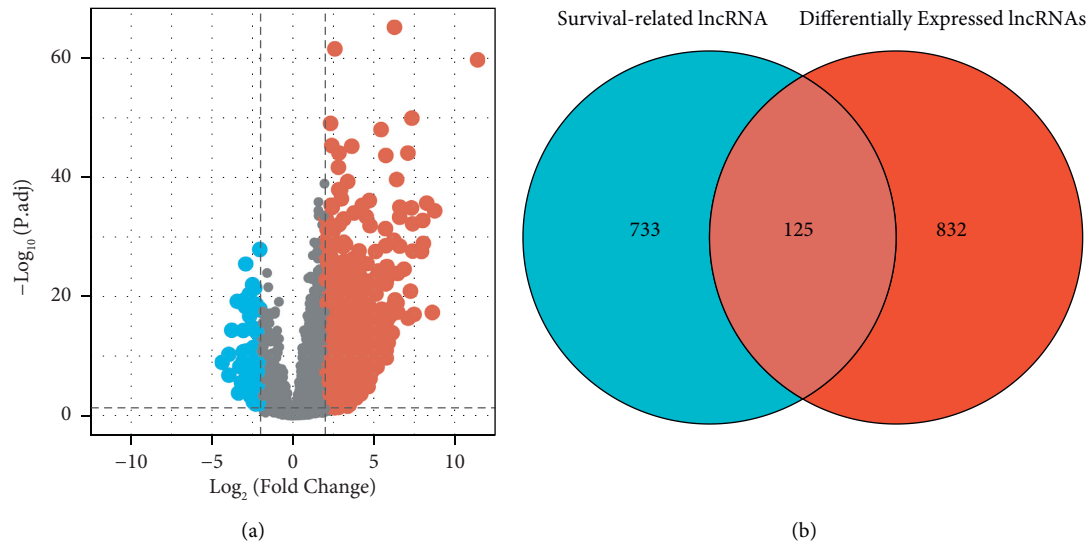 60
40
20
0
−10
−5
0
5
10
−Log10 (P.adj)
Log2 (Fold Change)
(a)
Survival-related lncRNA
Differentially Expressed lncRNAs
733
125
832
(b)